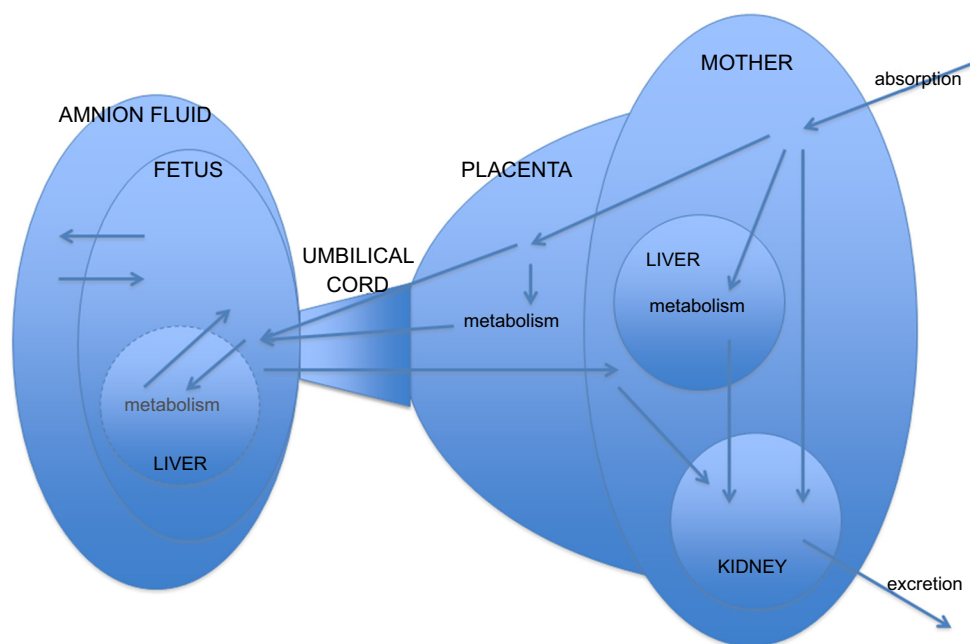 MOTHER
absorption
AMNION FLUID
FETUS
PLACENTA
UMBILICAL
CORD
LIVER
metabolism
metabolism
metabolism
LIVER
KIDNEY
excretion